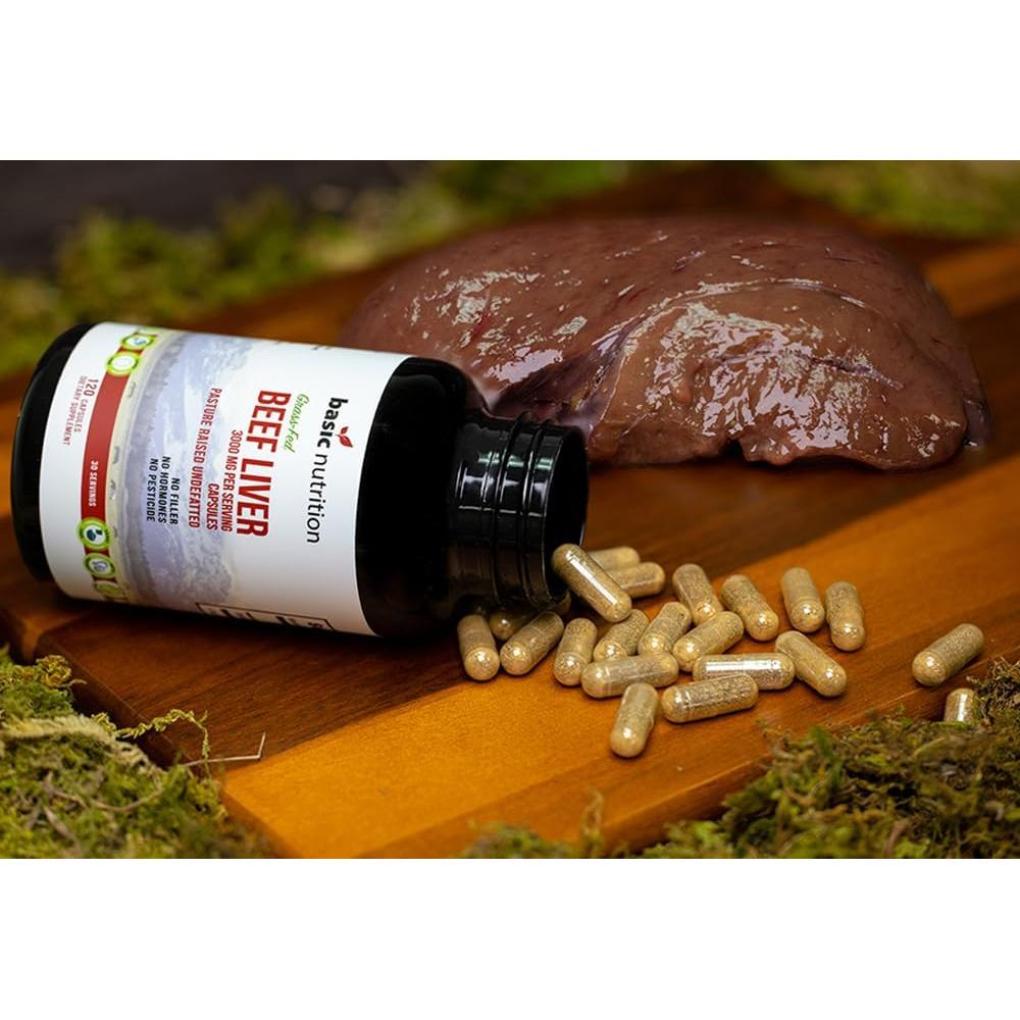 basic nutrition
Grass-Fed
BEEF LIVER
3000 MG PER SERVING
CAPSULES
PASTURE RAISED UNDEFATTED
NO FILLER
NO HORMONES
NO PESTICIDE
30 SERVINGS
120 CAPSULES
DIETARY SUPPLEMENT